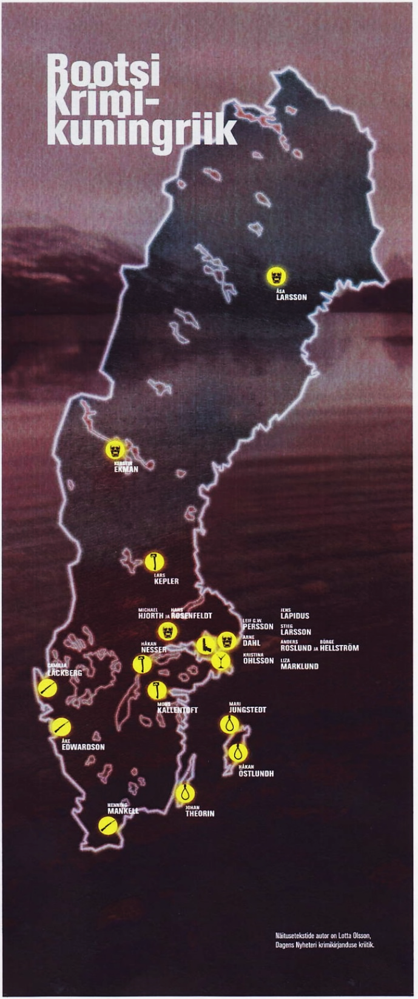 Rootsi
Krimi-
kuningriik
ÅSA
LARSSON
KERSTIN
EKMAN
LARS
KEPLER
MICHAEL HANS
HJORTH JA ROSENFELDT
HÅKAN
NESSER
LEIF G.W.
PERSSON
ARNE
DAHL
KRISTINA
OHLSSON
JENS
LAPIDUS
STIEG
LARSSON
ANDERS BÖRGE
ROSLUND JA HELLSTRÖM
LIZA
MARKLUND
CAMILLA
LÄCKBERG
MONS
KALLENTOFT
MARI
JUNGSTEDT
ÅKE
EDWARDSON
HÅKAN
ÖSTLUNDH
HENNING
MANKELL
JOHAN
THEORIN
Näitusetekstide autor on Lotta Olsson,
Dagens Nyheteri krimikirjanduse kriitik.